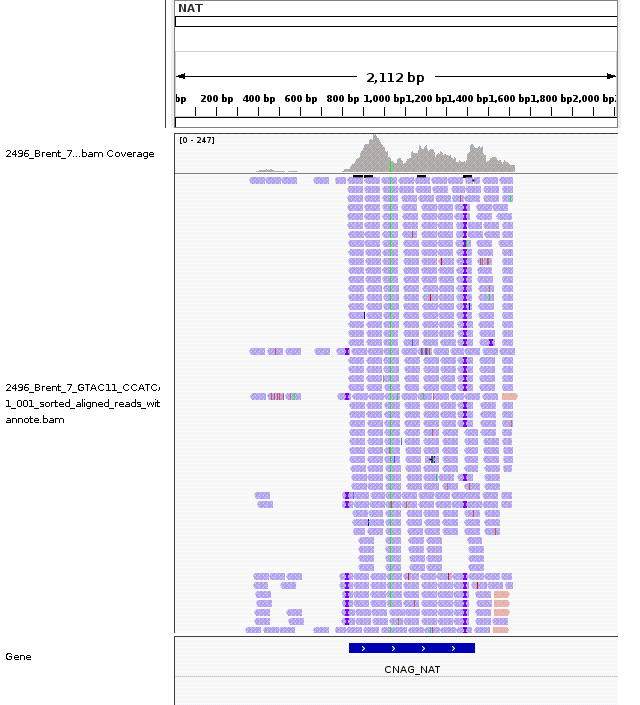 NAT
2,112 bp
bp 200 bp 400 bp 600 bp 800 bp 1,000 bp 1,200 bp 1,400 bp 1,600 bp 1,800 bp 2,000 bp
[0 - 247]
2496_Brent_7...bam Coverage
2496_Brent_7_GTAC11_CCATC
1_001_sorted_aligned_reads_wit
annote.bam
Gene
CNAG_NAT